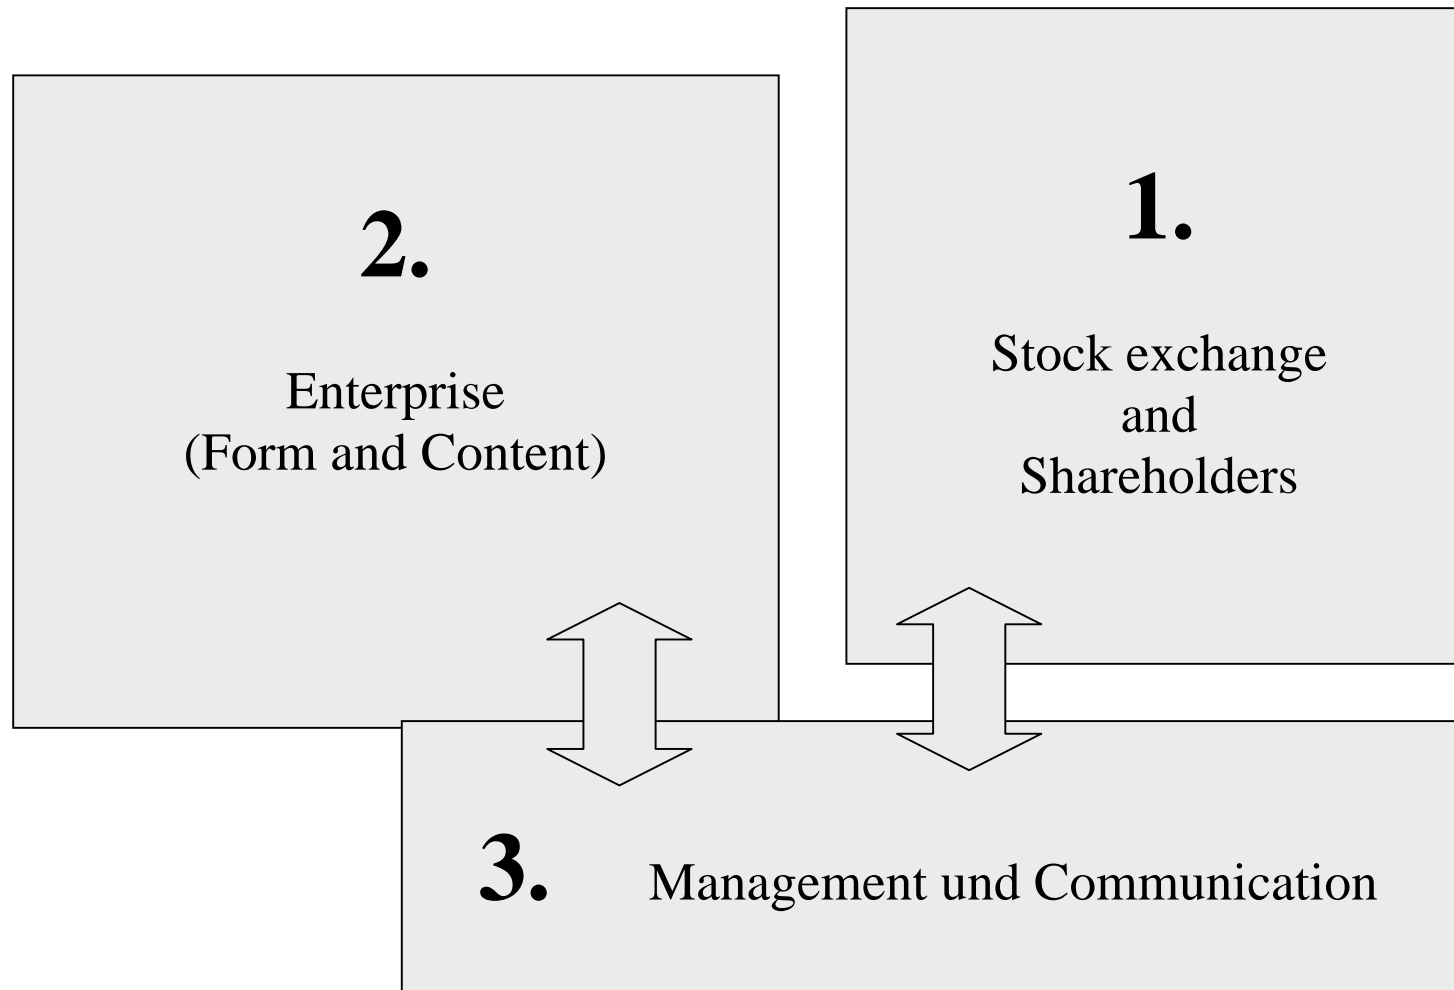 2.
Enterprise
(Form and Content)
1.
Stock exchange
and
Shareholders
3.
Management und Communication